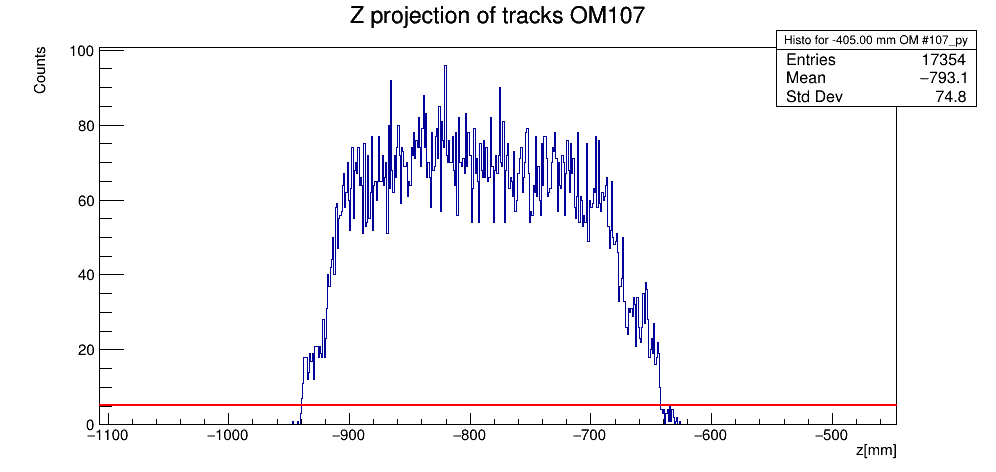 Z projection of tracks OM107
Histo for -405.00 mm OM #107_py
Entries 17354
Mean −793.1
Std Dev 74.8
Counts
100
80
60
40
20
0
−1100 −1000 −900 −800 −700 −600 −500
z[mm]